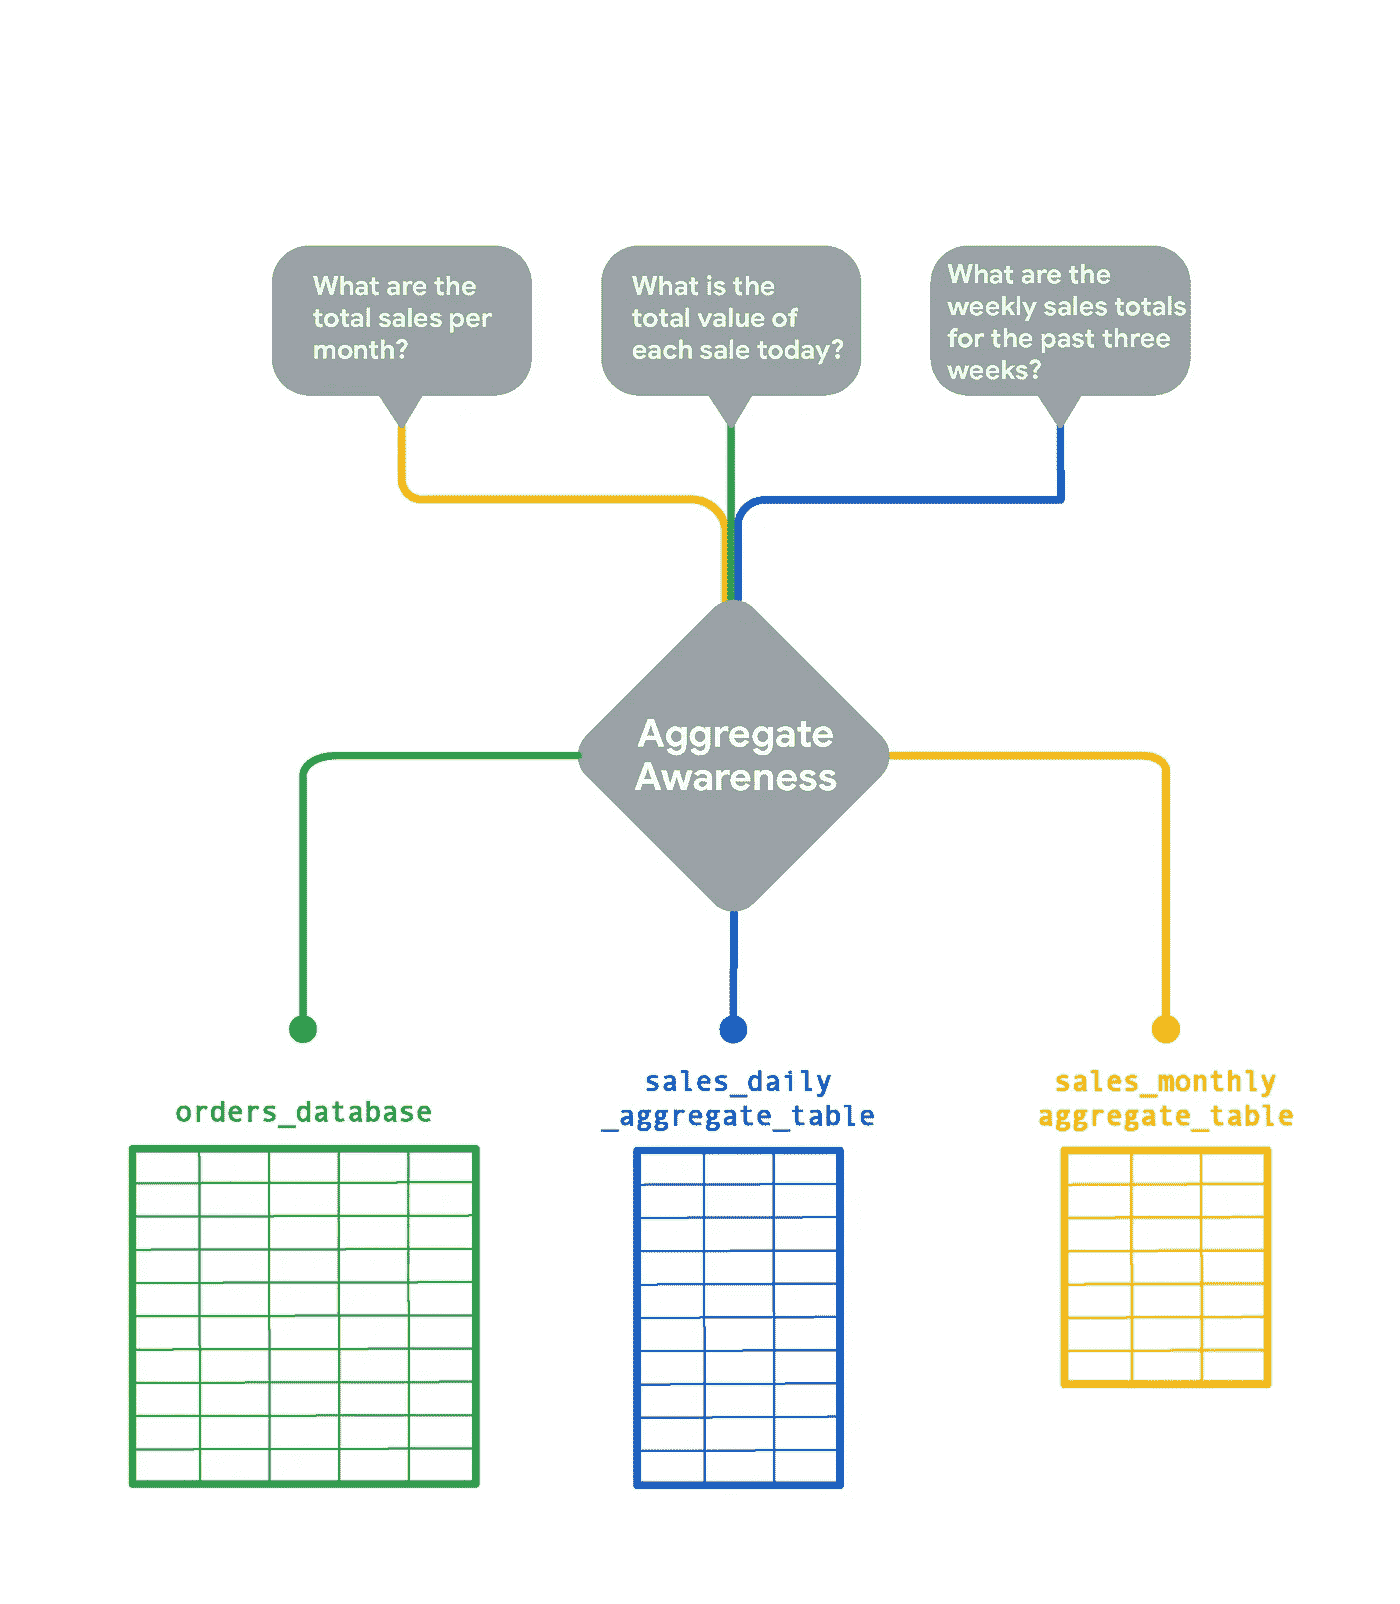 What are the
total sales per
month?
What is the
total value of
each sale today?
What are the
weekly sales totals
for the past three
weeks?
Aggregate
Awareness
orders_database
sales_daily
_aggregate_table
sales_monthly
aggregate_table